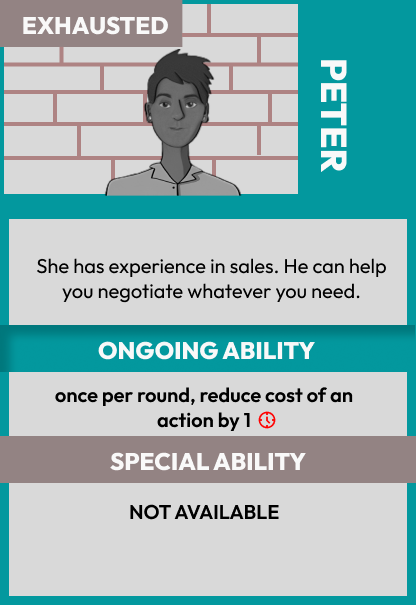 EXHAUSTED
PETER
She has experience in sales. He can help
you negotiate whatever you need.
ONGOING ABILITY
once per round, reduce cost of an
action by 1
SPECIAL ABILITY
NOT AVAILABLE